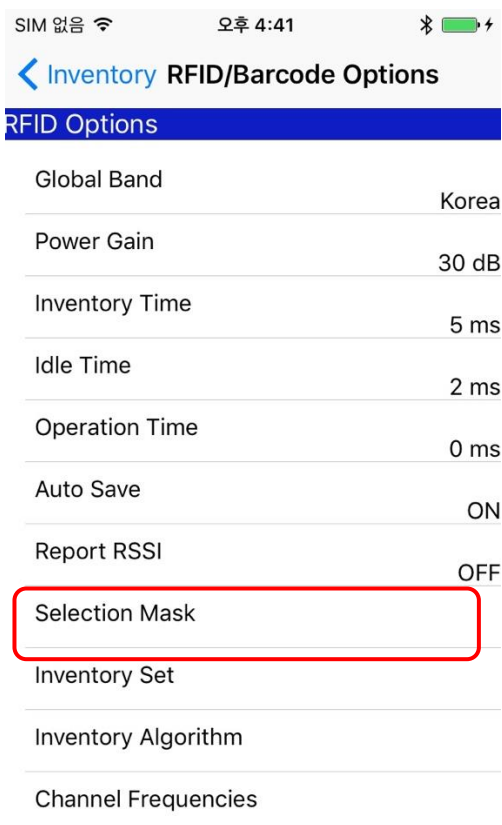 SIM 없음 오후 4:41
Inventory RFID/Barcode Options
RFID Options
Global Band
Korea
Power Gain
30 dB
Inventory Time
5 ms
Idle Time
2 ms
Operation Time
0 ms
Auto Save
ON
Report RSSI
OFF
Selection Mask
Inventory Set
Inventory Algorithm
Channel Frequencies